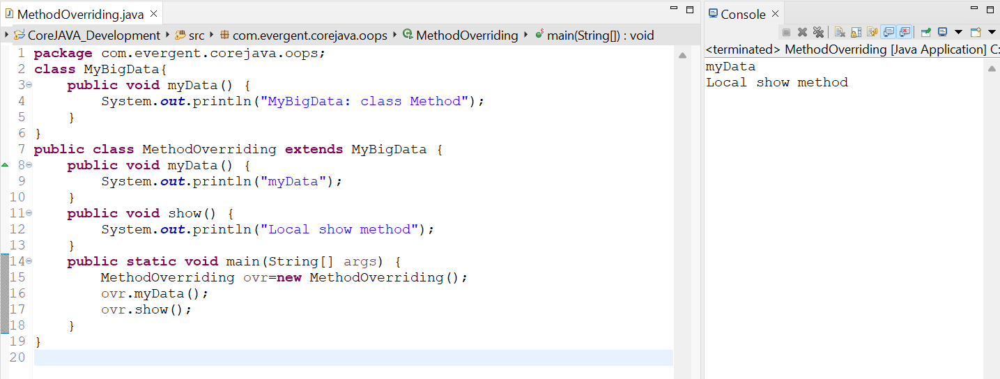 MethodOverriding.java
CoreJAVA_Development src com.evergent.corejava.oops MethodOverriding main(String[]) : void
1 package com.evergent.corejava.oops;
2 class MyBigData{
3 public void myData() {
4 System.out.println("MyBigData: class Method");
5 }
6 }
7 public class MethodOverriding extends MyBigData {
8 public void myData() {
9 System.out.println("myData");
10 }
11 public void show() {
12 System.out.println("Local show method");
13 }
14 public static void main(String[] args) {
15 MethodOverriding ovr=new MethodOverriding();
16 ovr.myData();
17 ovr.show();
18 }
19 }
20
Console
<terminated> MethodOverriding [Java Application] C:
myData
Local show method